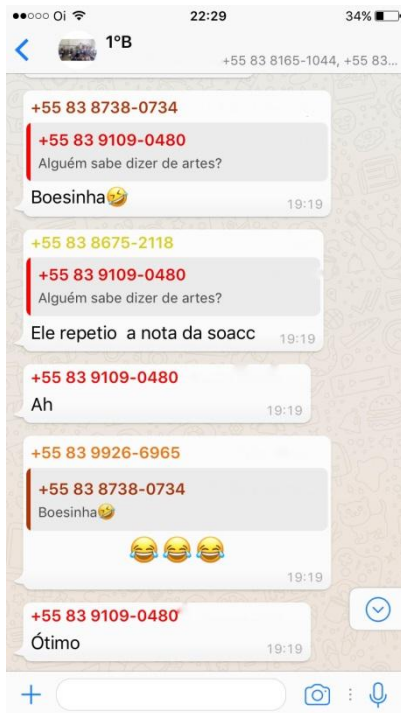 Oi 22:29 34%
1ºB
+55 83 8165-1044, +55 83...
+55 83 8738-0734
+55 83 9109-0480
Alguém sabe dizer de artes?
Boesinha🤣
19:19
+55 83 8675-2118
+55 83 9109-0480
Alguém sabe dizer de artes?
Ele repetio a nota da soacc
19:19
+55 83 9109-0480
Ah
19:19
+55 83 9926-6965
+55 83 8738-0734
Boesinha🤣
😂😂😂
19:19
+55 83 9109-0480
Ótimo
19:19